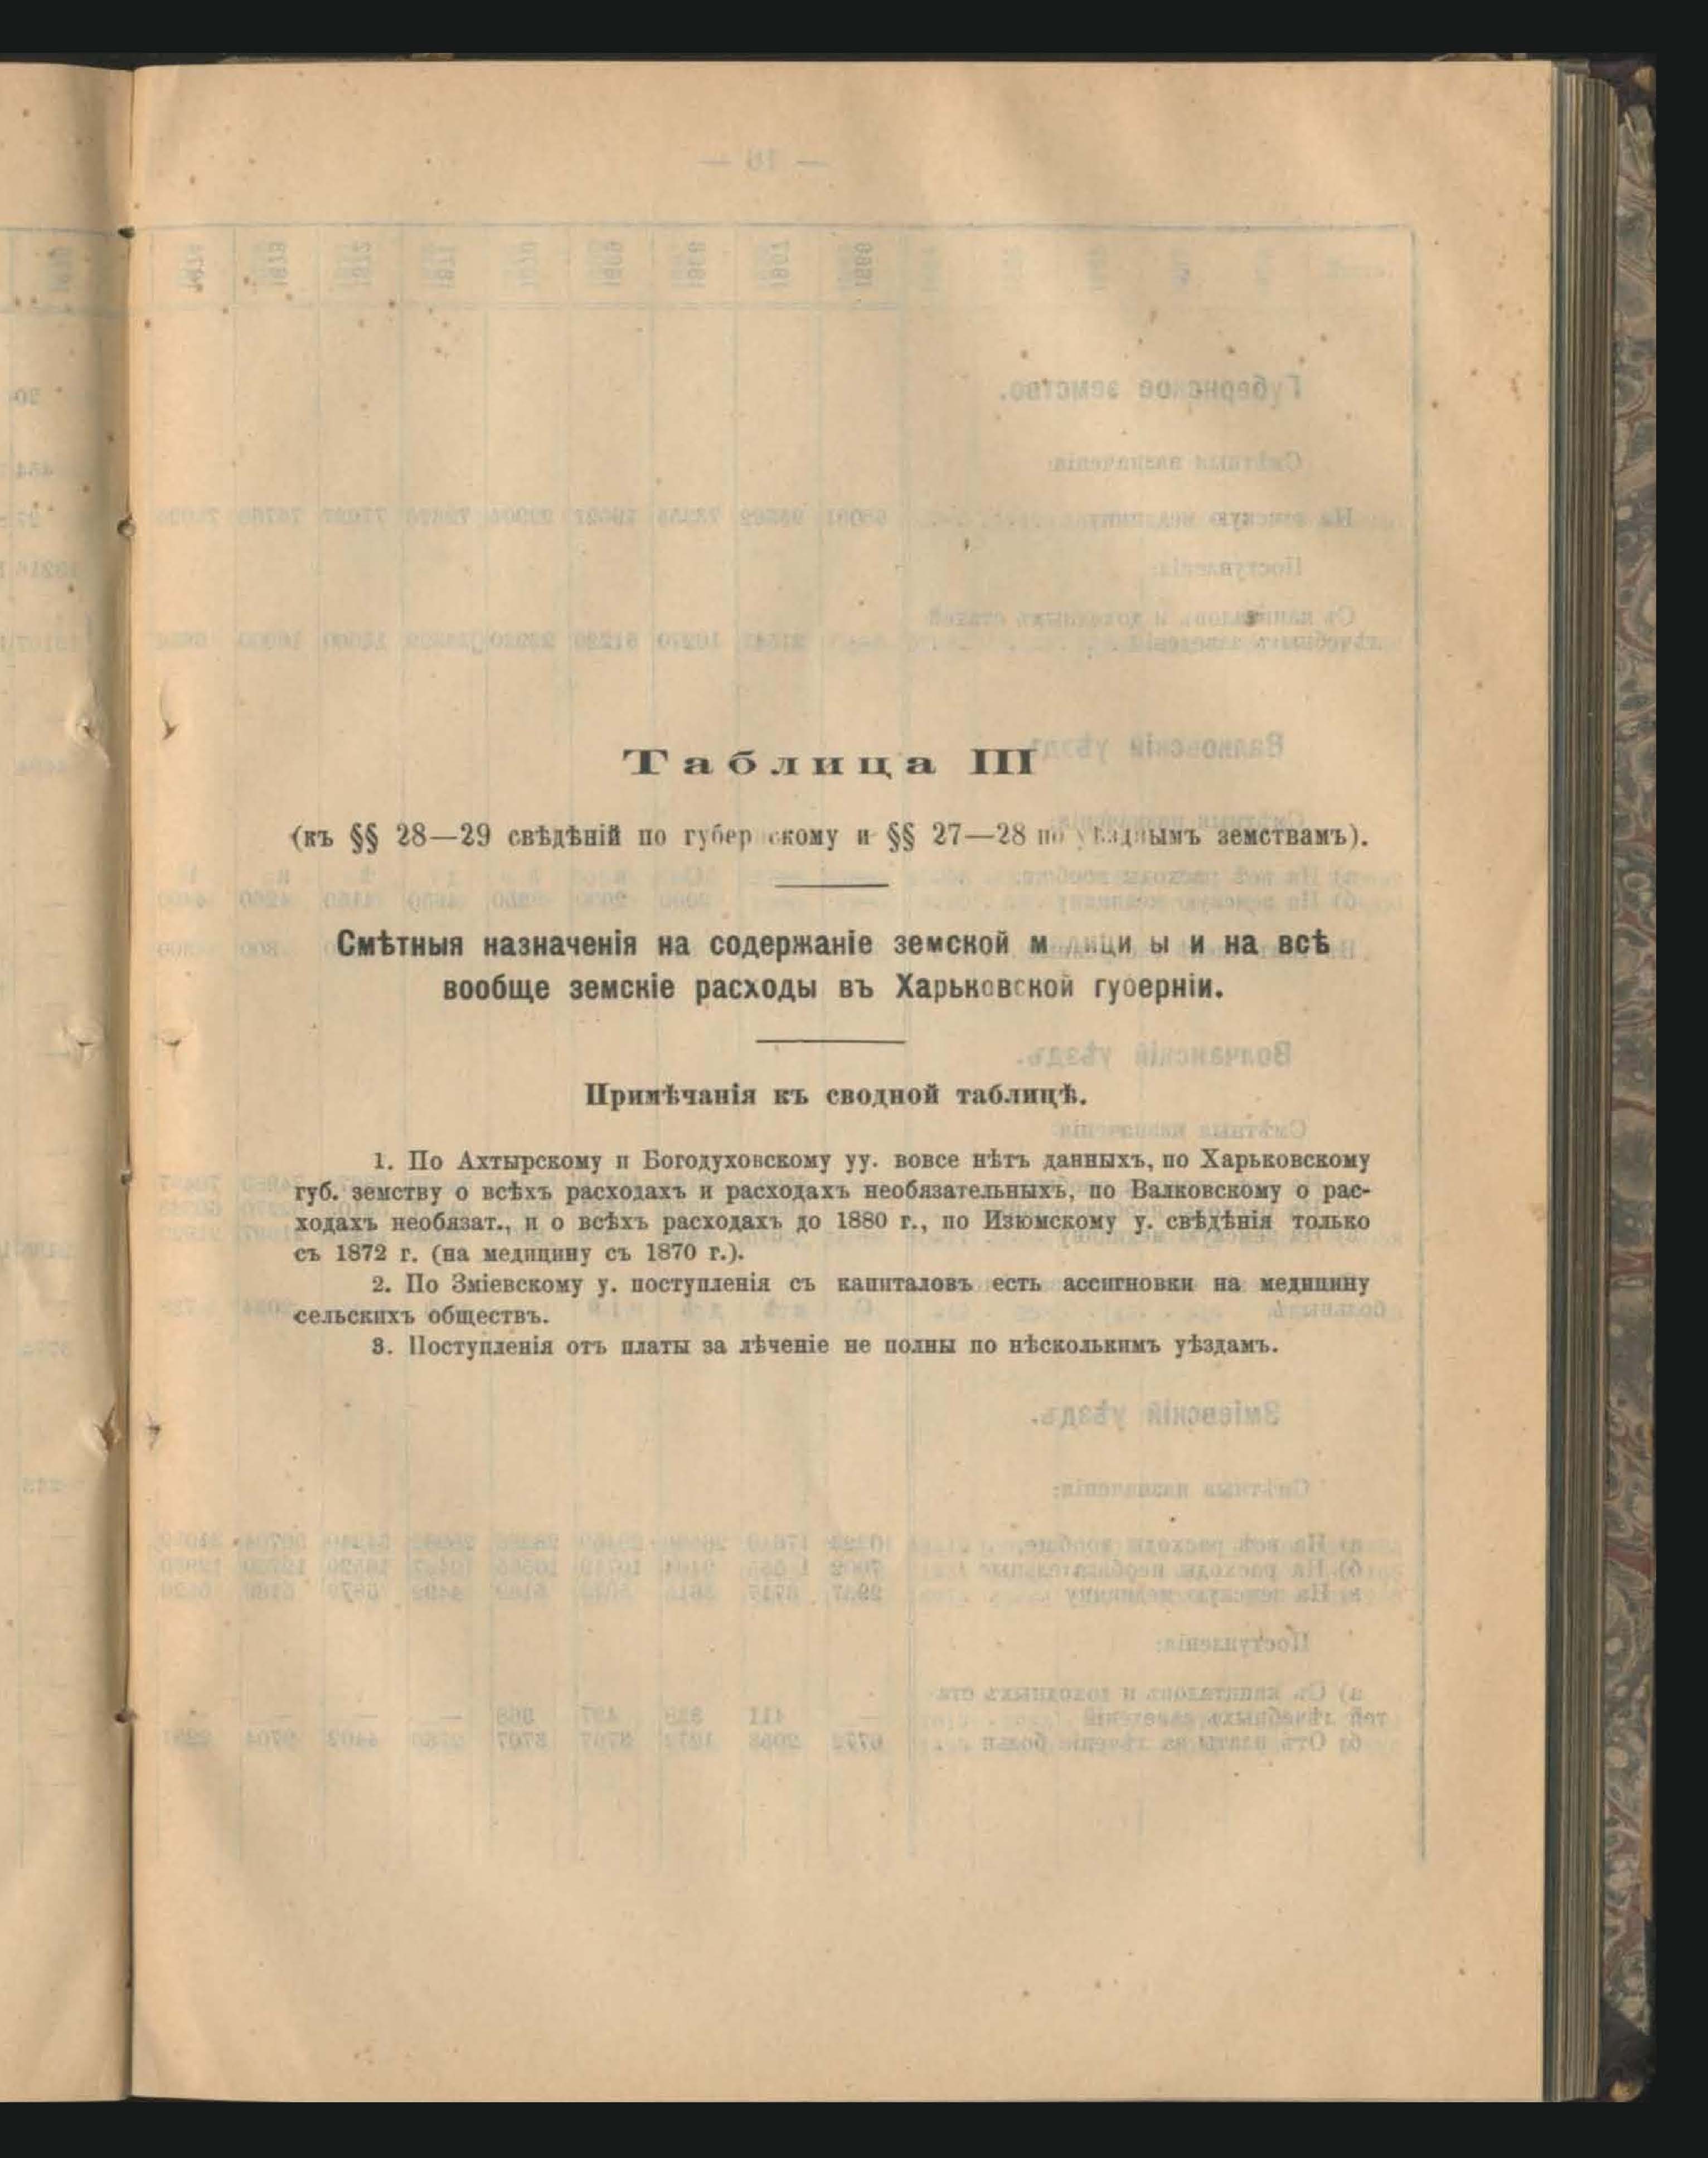 Таблица III
(къ §§ 28—29 свѣдѣній по губернскому и §§ 27—28 по уѣзднымъ земствамъ).
Смѣтныя назначенія на содержаніе земской медицины и на всѣ
вообще земскіе расходы въ Харьковской губерніи.
Примѣчанія къ сводной таблицѣ.
1. По Ахтырскому и Богодуховскому уу. вовсе нѣтъ данныхъ, по Харьковскому
губ. земству о всѣхъ расходахъ и расходахъ необязательныхъ, по Валковскому о рас-
ходахъ необязат., и о всѣхъ расходахъ до 1880 г., по Изюмскому у. свѣдѣнія только
съ 1872 г. (на медицину съ 1870 г.).
2. По Зміевскому у. поступленія съ капиталовъ есть ассигновки на медицину
сельскихъ обществъ.
3. Поступленія отъ платы за лѣченіе не полны по нѣсколькимъ уѣздамъ.